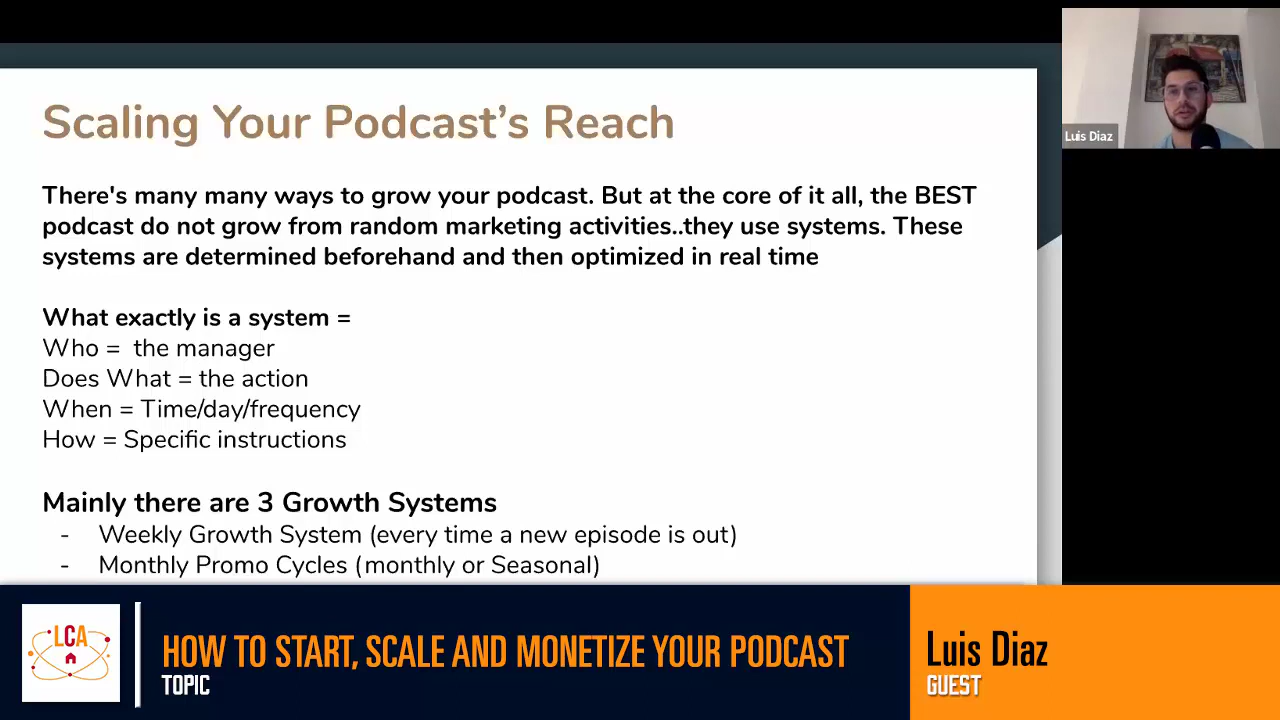 Scaling Your Podcast's Reach
There's many many ways to grow your podcast. But at the core of it all, the BEST
podcast do not grow from random marketing activities..they use systems. These
systems are determined beforehand and then optimized in real time
What exactly is a system =
Who =  the manager
Does What = the action
When = Time/day/frequency
How = Specific instructions
Mainly there are 3 Growth Systems
- Weekly Growth System (every time a new episode is out)
- Monthly Promo Cycles (monthly or Seasonal)
Luis Diaz
LCA
HOW TO START, SCALE AND MONETIZE YOUR PODCAST
TOPIC
Luis Diaz
GUEST